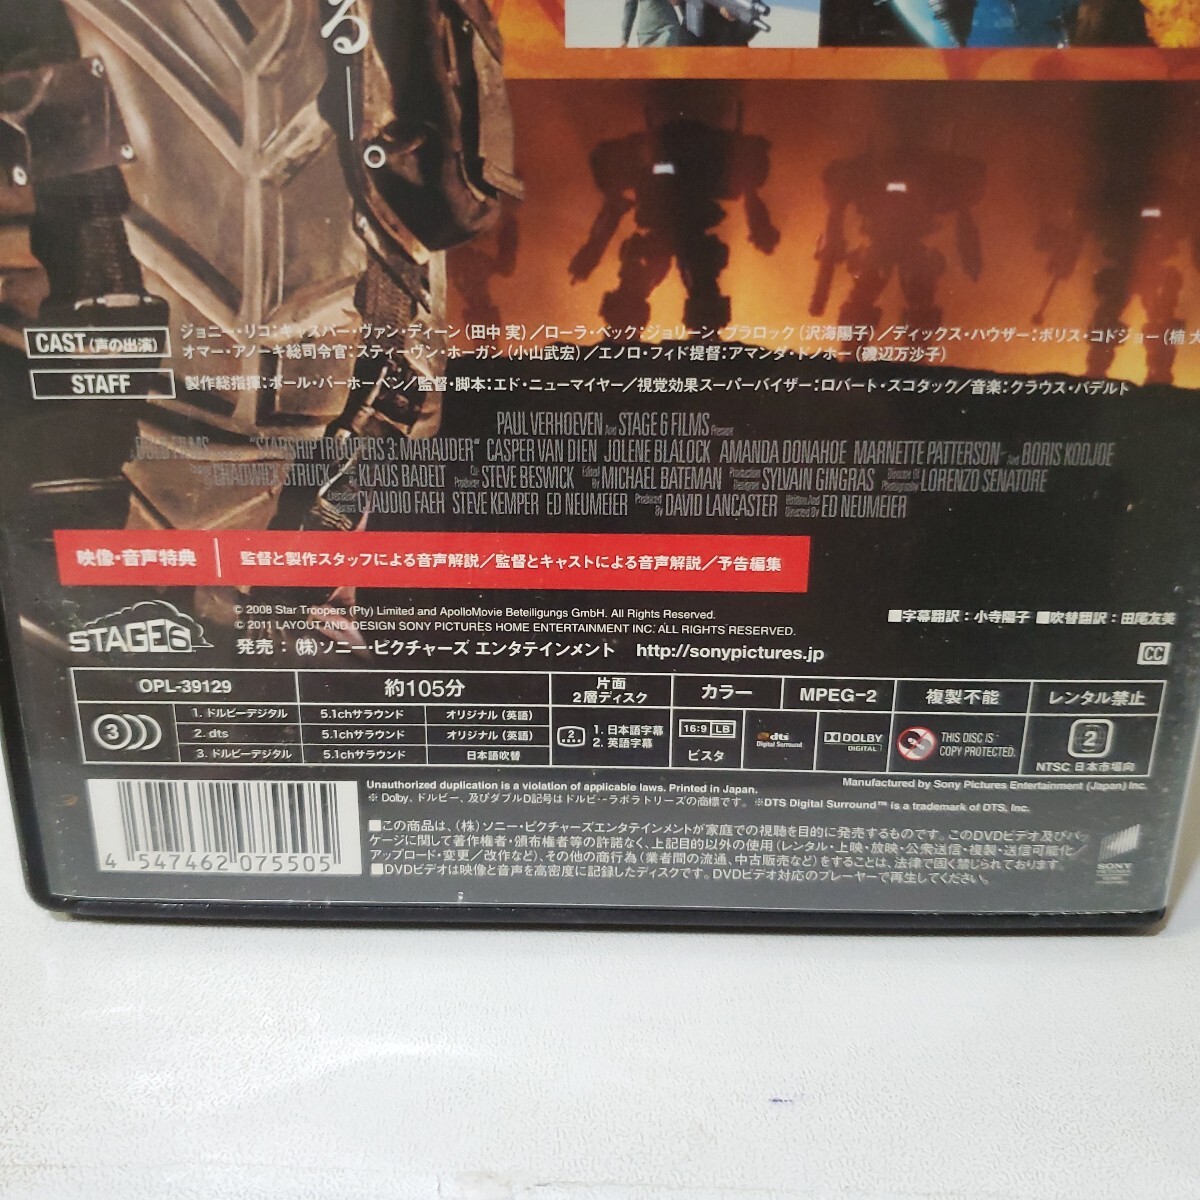 る――。
CAST(声の出演) ジョニー・リコ:キャスパー・ヴァン・ディーン(田中 実)/ローラ・ベック:ジョリーン・ブラロック(沢海陽子)/ディックス・ハウザー:ボリス・コドジョー(楠 大
オマー・アノーキ総司令官:スティーヴン・ホーガン(小山武宏)/エノロ・フィド提督:アマンダ・ドノホー(磯辺万沙子)
STAFF 製作総指揮:ポール・バーホーベン/監督・脚本:エド・ニューマイヤー/視覚効果スーパーバイザー:ロバート・スコタック/音楽:クラウス・バデルト
PAUL VERHOEVEN And STAGE 6 FILMS Present
FILMS "STARSHIP TROOPERS 3: MARAUDER" CASPER VAN DIEN JOLENE BLALOCK AMANDA DONAHOE MARNETTE PATTERSON And BORIS KODJOE
CHADWICK STRUCK KLAUS BADELT Co-Producer STEVE BESWICK Edited By MICHAEL BATEMAN Production Designer SYLVAIN GINGRAS Director Of Photography LORENZO SENATORE
CLAUDIO FAEH STEVE KEMPER ED NEUMEIER Produced By DAVID LANCASTER Written And Directed By ED NEUMEIER
映像・音声特典 監督と製作スタッフによる音声解説/監督とキャストによる音声解説/予告編集
STAGE6
© 2008 Star Troopers (Pty) Limited and ApolloMovie Beteiligungs GmbH. All Rights Reserved.
© 2011 LAYOUT AND DESIGN SONY PICTURES HOME ENTERTAINMENT INC. ALL RIGHTS RESERVED.
■字幕翻訳:小寺陽子 ■吹替翻訳:田尾友美
発売:(株)ソニー・ピクチャーズ エンタテインメント http://sonypictures.jp
CC
OPL-39129 約105分 片面2層ディスク カラー MPEG-2 複製不能 レンタル禁止
3
1. ドルビーデジタル 5.1chサラウンド オリジナル(英語)
2. dts 5.1chサラウンド オリジナル(英語)
3. ドルビーデジタル 5.1chサラウンド 日本語吹替
2 1. 日本語字幕
2. 英語字幕
16:9 LB
ビスタ
dts Digital Surround
DOLBY DIGITAL
THIS DISC IS COPY PROTECTED.
2
NTSC 日本市場向
Unauthorized duplication is a violation of applicable laws. Printed in Japan.
Manufactured by Sony Pictures Entertainment (Japan) Inc.
※ Dolby、ドルビー、及びダブルD記号はドルビーラボラトリーズの商標です。 ※DTS Digital Surround™ is a trademark of DTS, Inc.
■この商品は、(株)ソニー・ピクチャーズエンタテインメントが家庭での視聴を目的に発売するものです。このDVDビデオ及びパッ
ケージに関して著作権者・頒布権者等の許諾なく、上記目的以外の使用(レンタル・上映・放映・公衆送信・複製・送信可能化/
アップロード・変更/改作など)、その他の商行為(業者間の流通、中古販売など)をすることは、法律で固く禁じられております。
■DVDビデオは映像と音声を高密度に記録したディスクです。DVDビデオ対応のプレーヤーで再生してください。
4 547462 075505
SONY